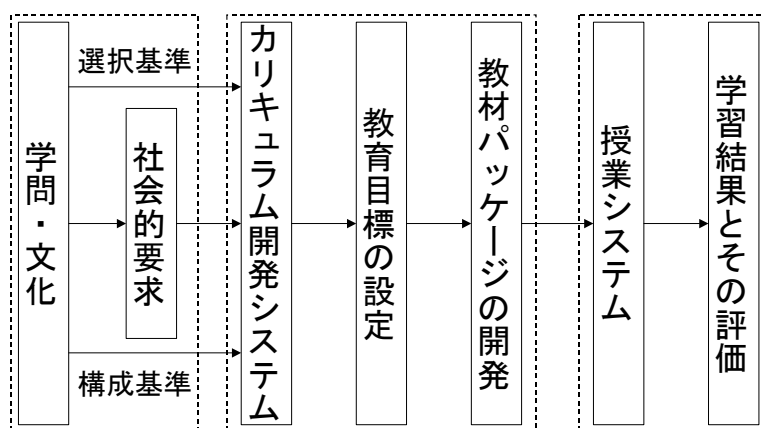 学問・文化
選択基準
社会的要求
構成基準
カリキュラム開発システム
教育目標の設定
教材パッケージの開発
授業システム
学習結果とその評価